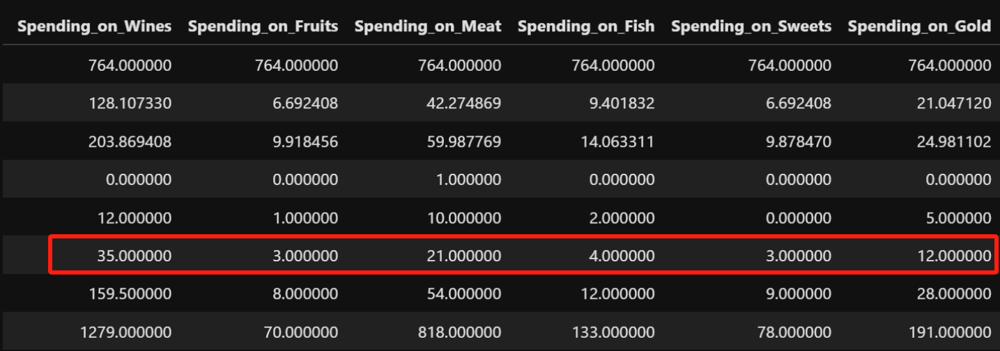 Spending_on_Wines Spending_on_Fruits Spending_on_Meat Spending_on_Fish Spending_on_Sweets Spending_on_Gold
764.000000 764.000000 764.000000 764.000000 764.000000 764.000000
128.107330 6.692408 42.274869 9.401832 6.692408 21.047120
203.869408 9.918456 59.987769 14.063311 9.878470 24.981102
0.000000 0.000000 1.000000 0.000000 0.000000 0.000000
12.000000 1.000000 10.000000 2.000000 0.000000 5.000000
35.000000 3.000000 21.000000 4.000000 3.000000 12.000000
159.500000 8.000000 54.000000 12.000000 9.000000 28.000000
1279.000000 70.000000 818.000000 133.000000 78.000000 191.000000